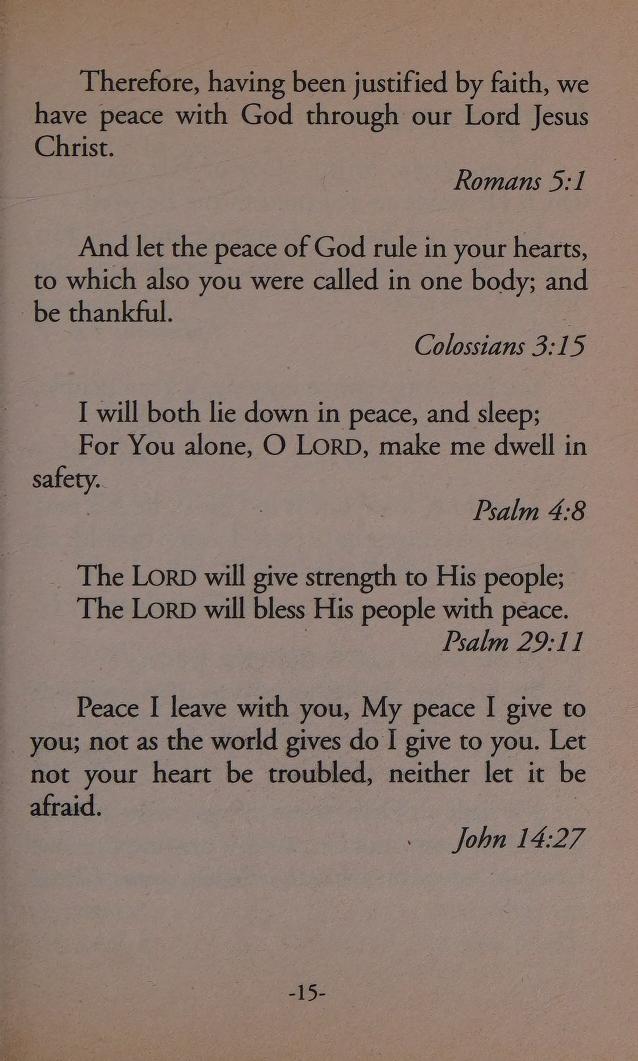 Therefore, having been justified by faith, we
have peace with God through our Lord Jesus
Christ.
Romans 5:1
And let the peace of God rule in your hearts,
to which also you were called in one body; and
be thankful.
Colossians 3:15
I will both lie down in peace, and sleep;
For You alone, O LORD, make me dwell in
safety.
Psalm 4:8
The LORD will give strength to His people;
The LORD will bless His people with peace.
Psalm 29:11
Peace I leave with you, My peace I give to
you; not as the world gives do I give to you. Let
not your heart be troubled, neither let it be
afraid.
John 14:27
-15-